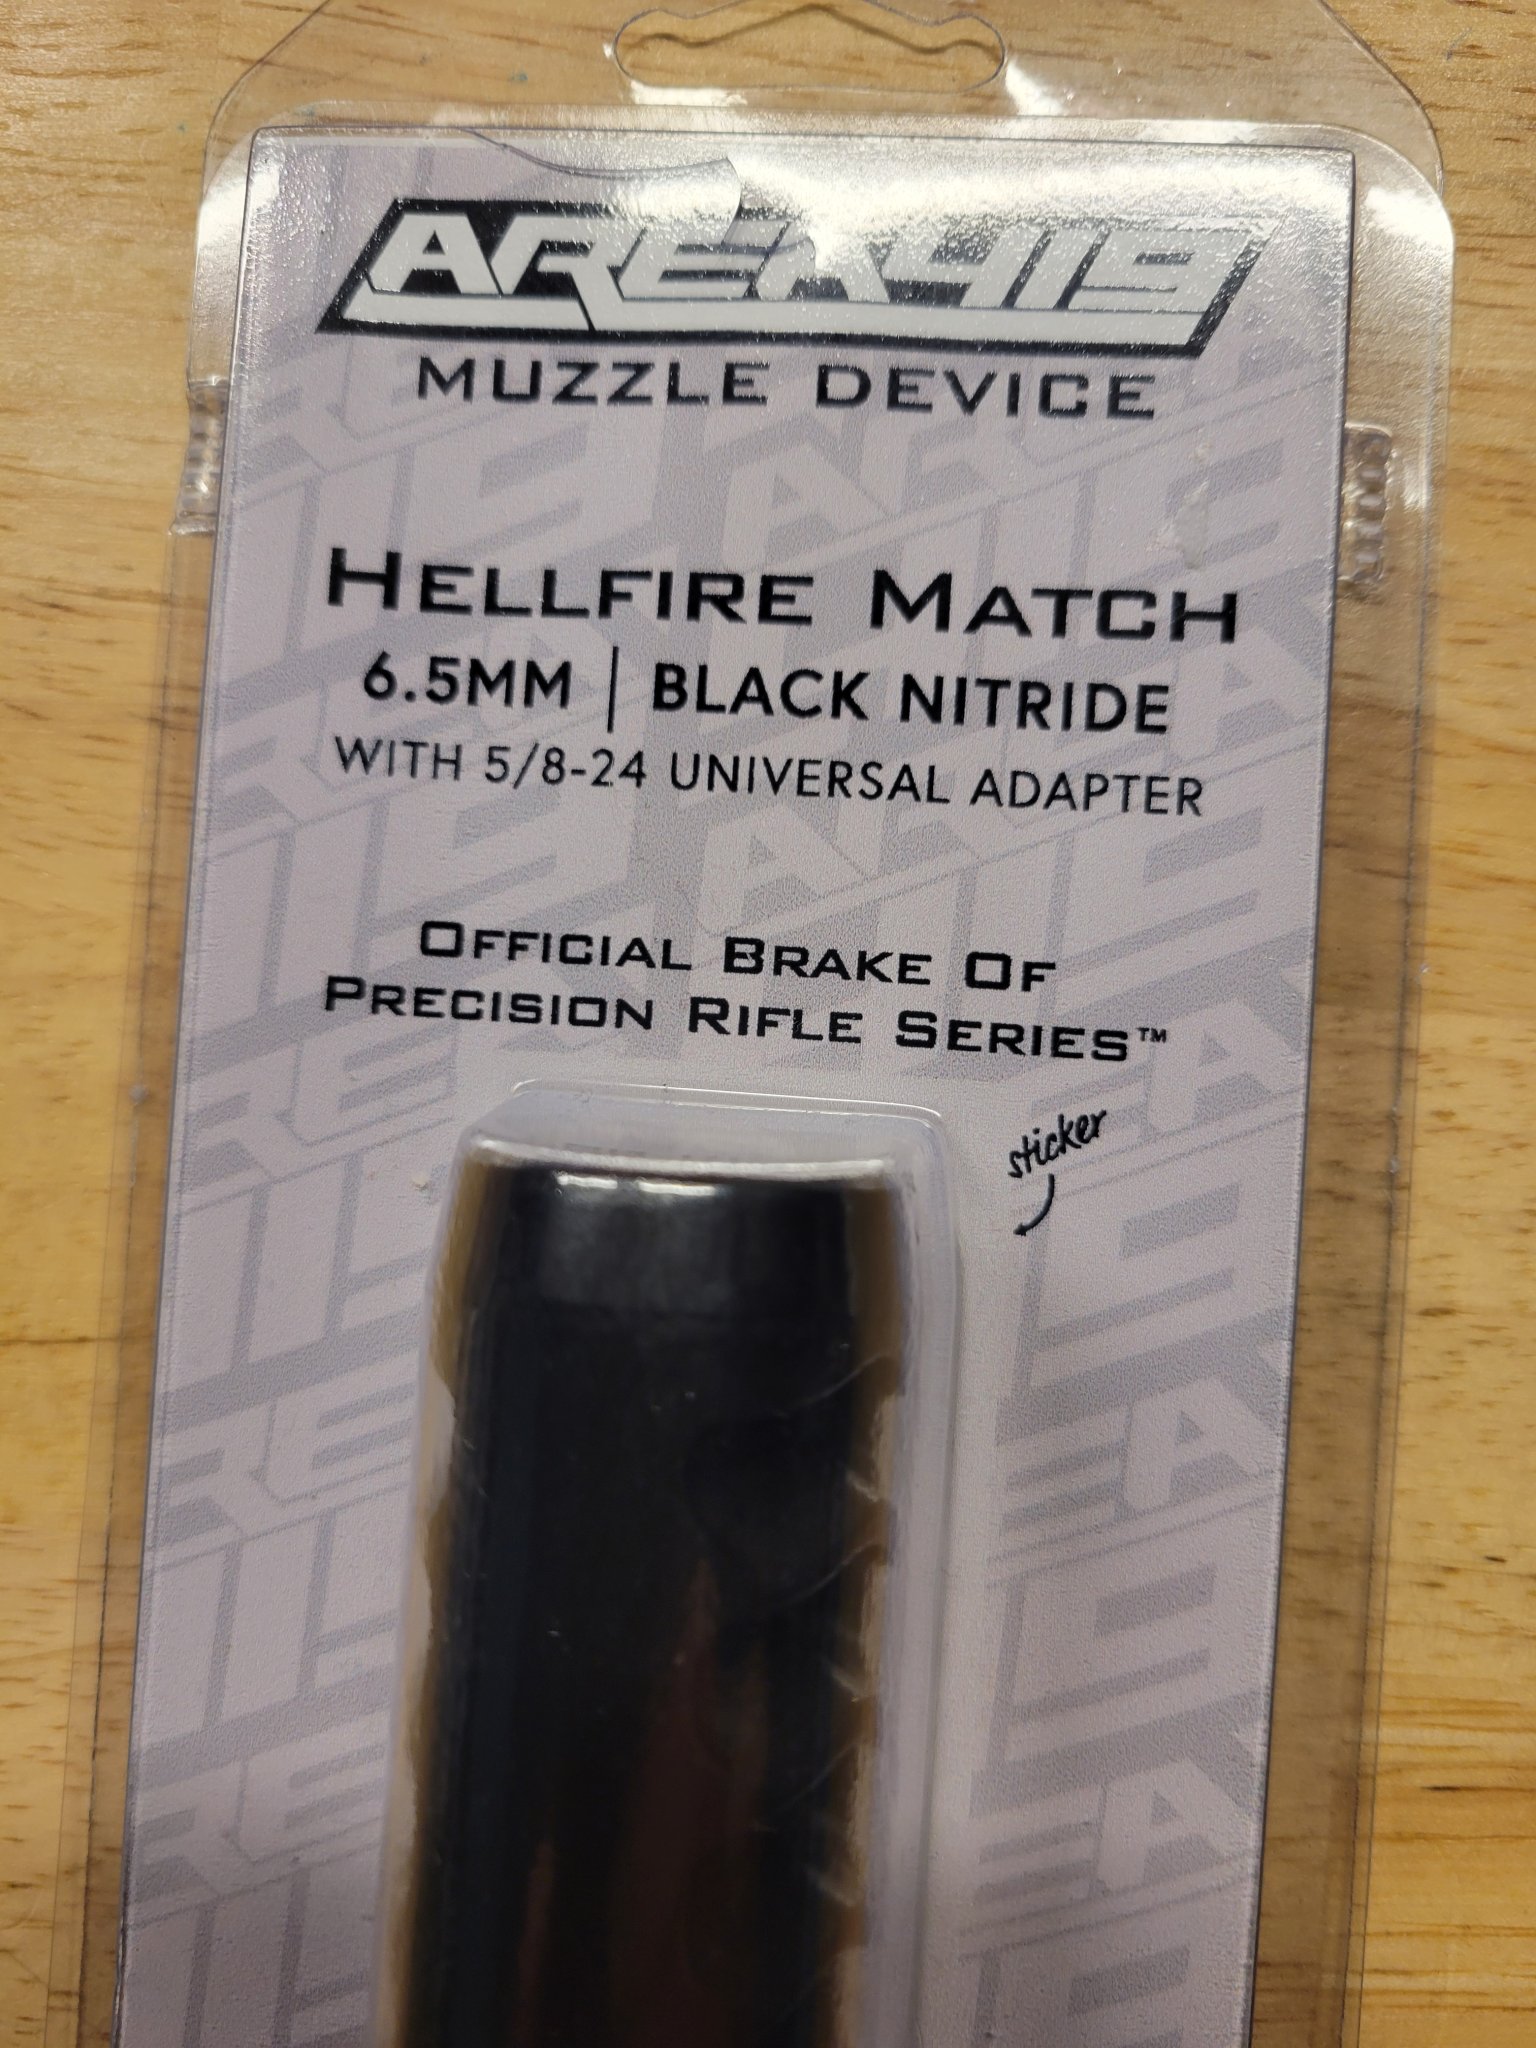 AREA419
MUZZLE DEVICE
HELLFIRE MATCH
6.5MM | BLACK NITRIDE
WITH 5/8-24 UNIVERSAL ADAPTER
OFFICIAL BRAKE OF
PRECISION RIFLE SERIES™
sticker